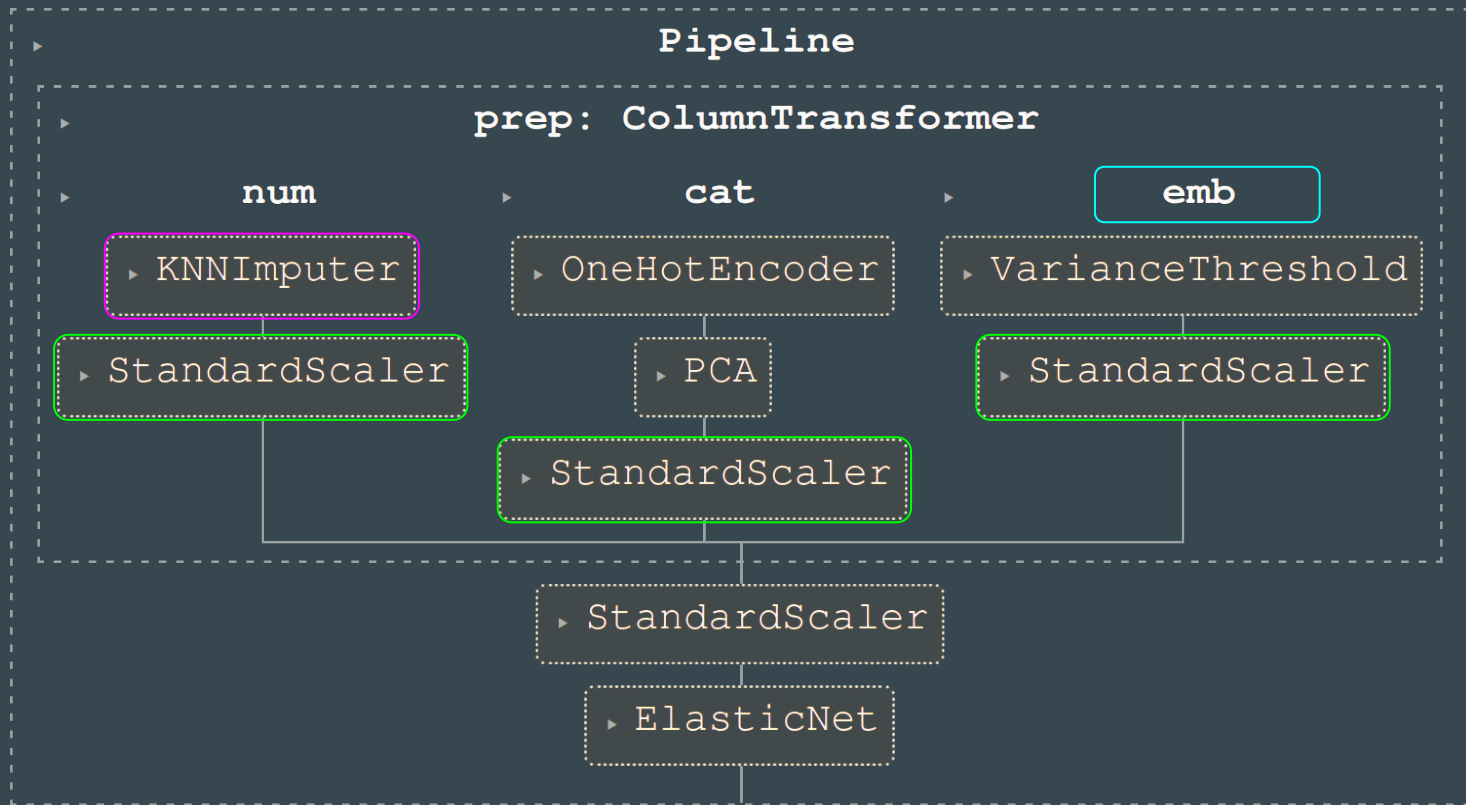 Pipeline
prep: ColumnTransformer
num cat emb
KNNImputer OneHotEncoder VarianceThreshold
StandardScaler PCA StandardScaler
StandardScaler
StandardScaler
ElasticNet